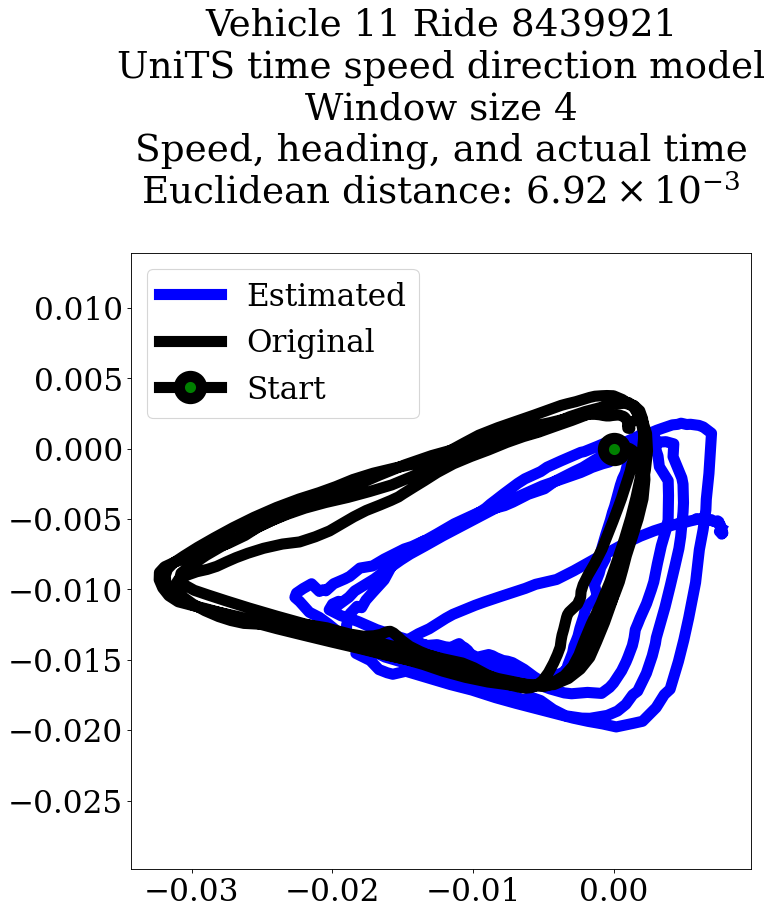 Vehicle 11 Ride 8439921
UniTS time speed direction model
Window size 4
Speed, heading, and actual time
Euclidean distance: 6.92 × 10⁻³
Estimated
Original
Start
0.010
0.005
0.000
−0.005
−0.010
−0.015
−0.020
−0.025
−0.03 −0.02 −0.01 0.00